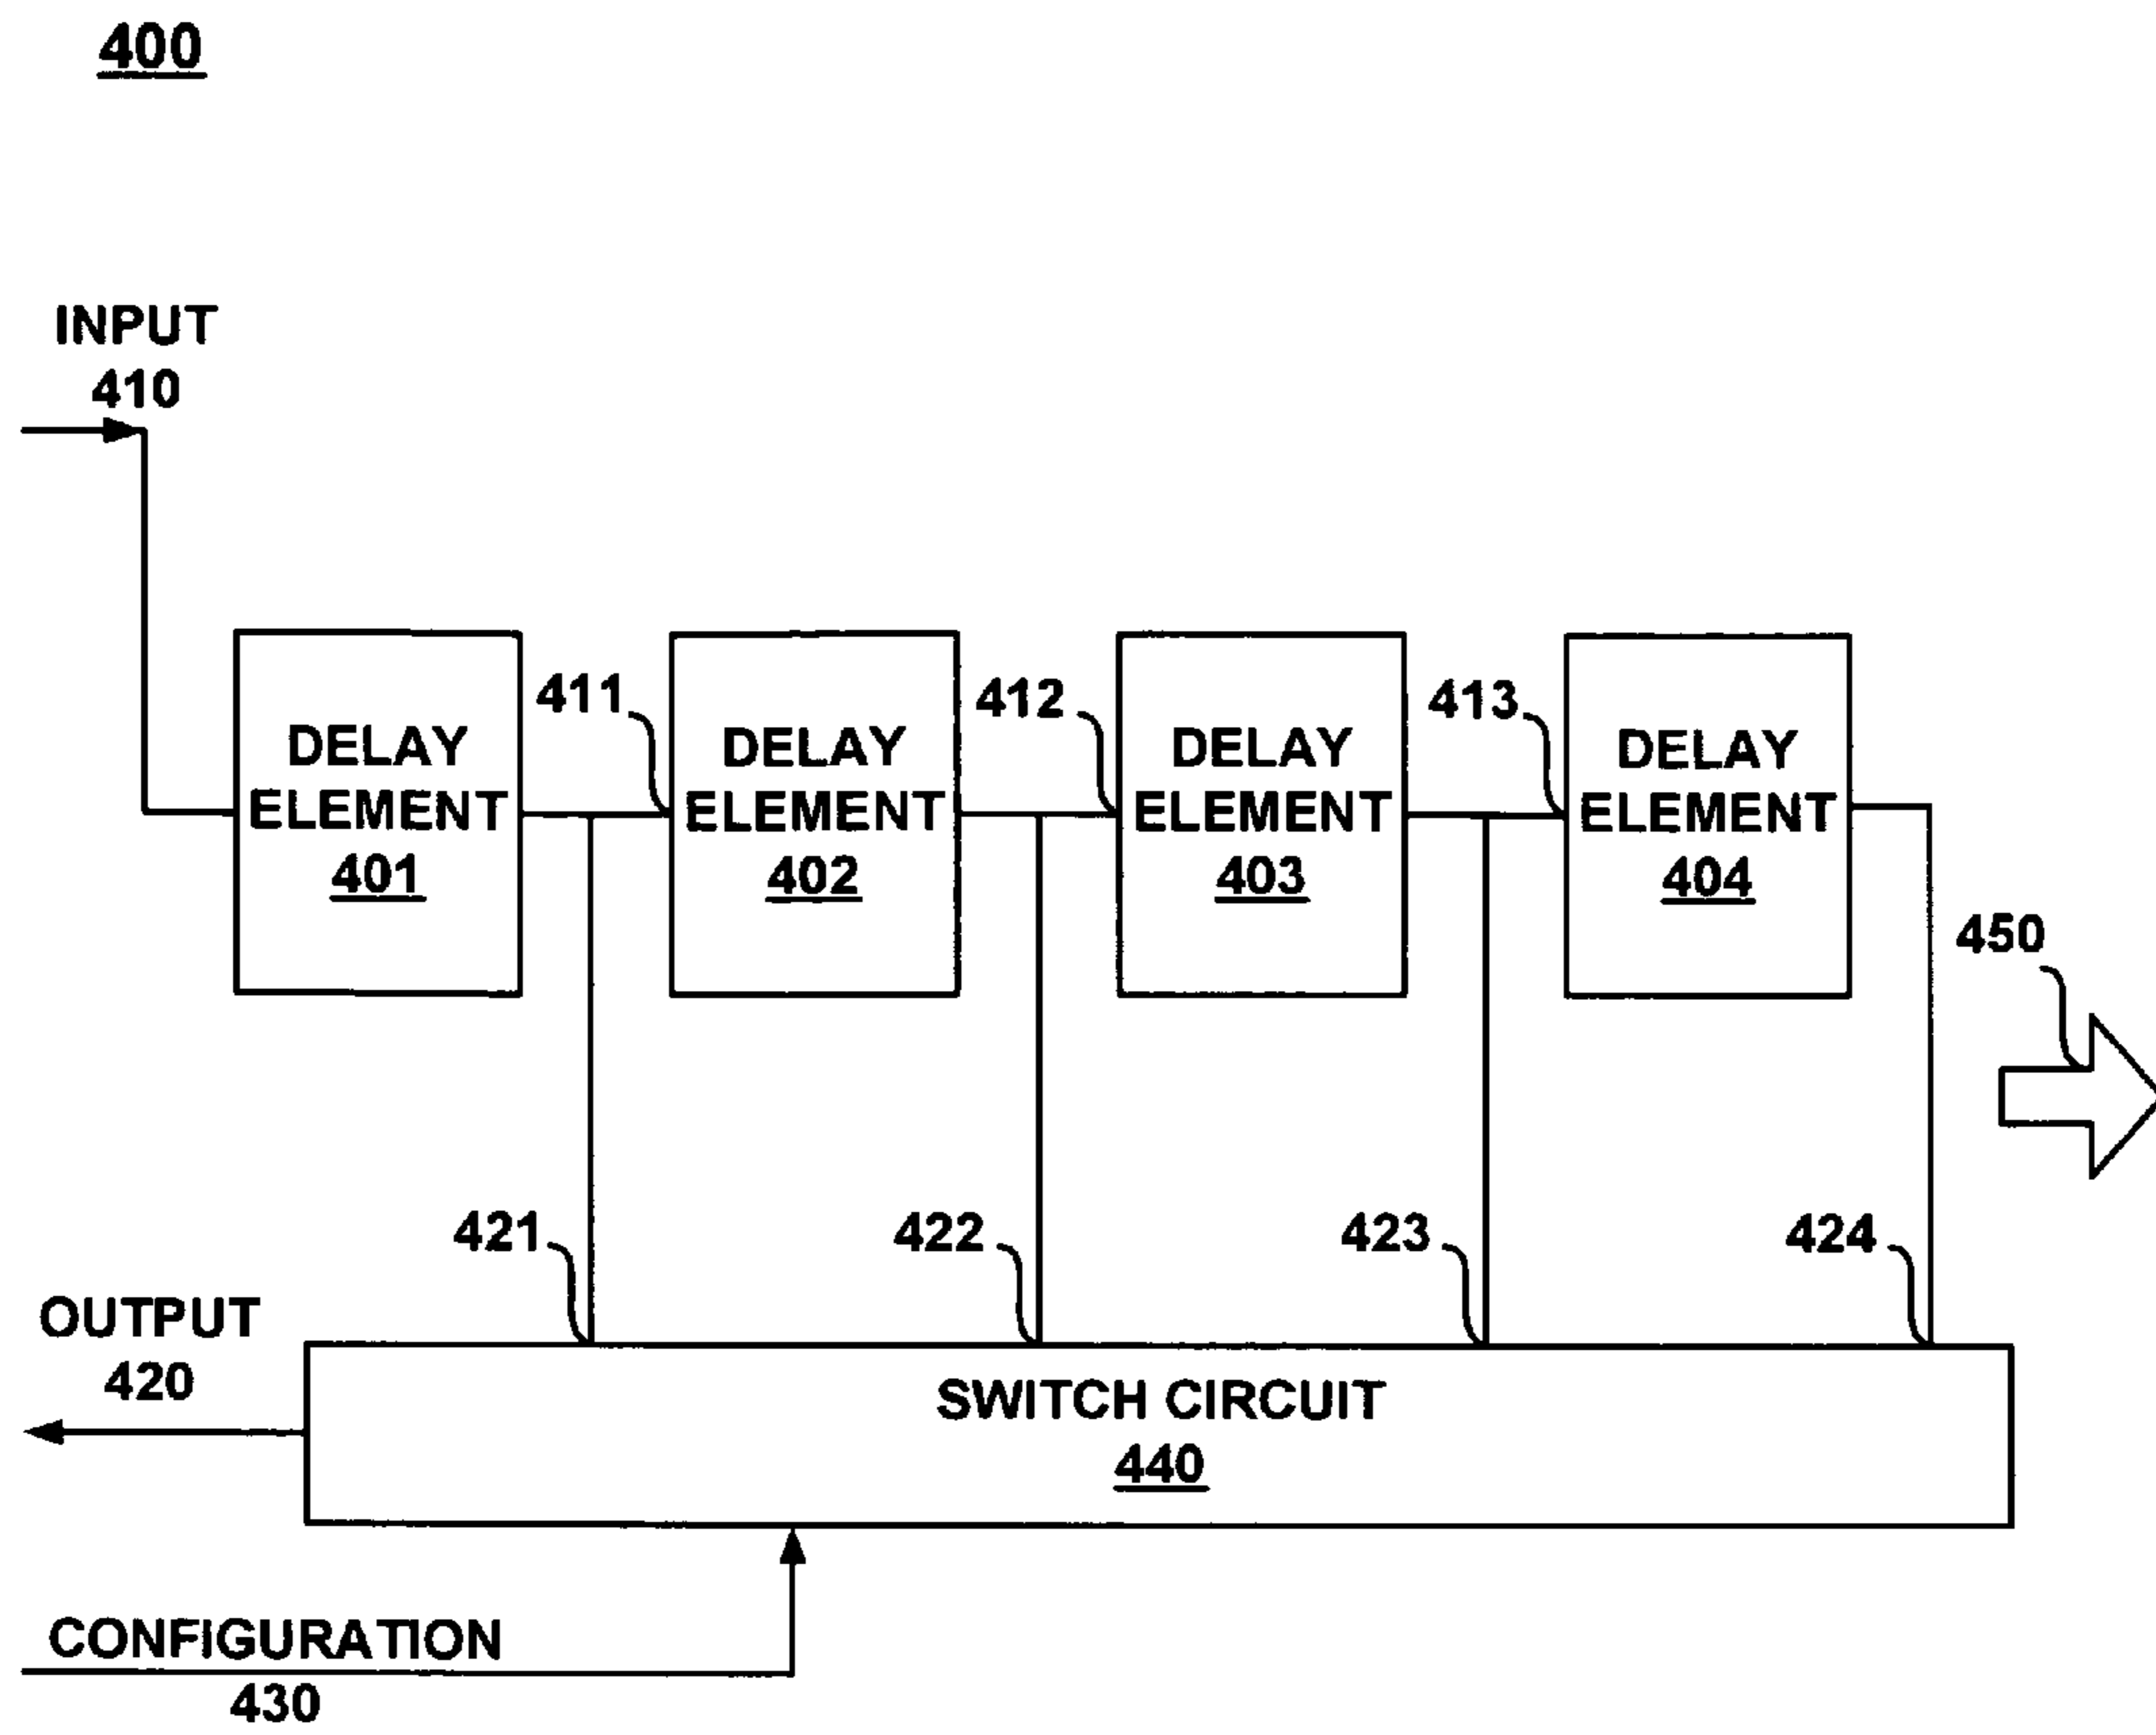 400
INPUT
410
DELAY
ELEMENT
401
411
DELAY
ELEMENT
402
412
DELAY
ELEMENT
403
413
DELAY
ELEMENT
404
450
421
422
423
424
OUTPUT
420
SWITCH CIRCUIT
440
CONFIGURATION
430